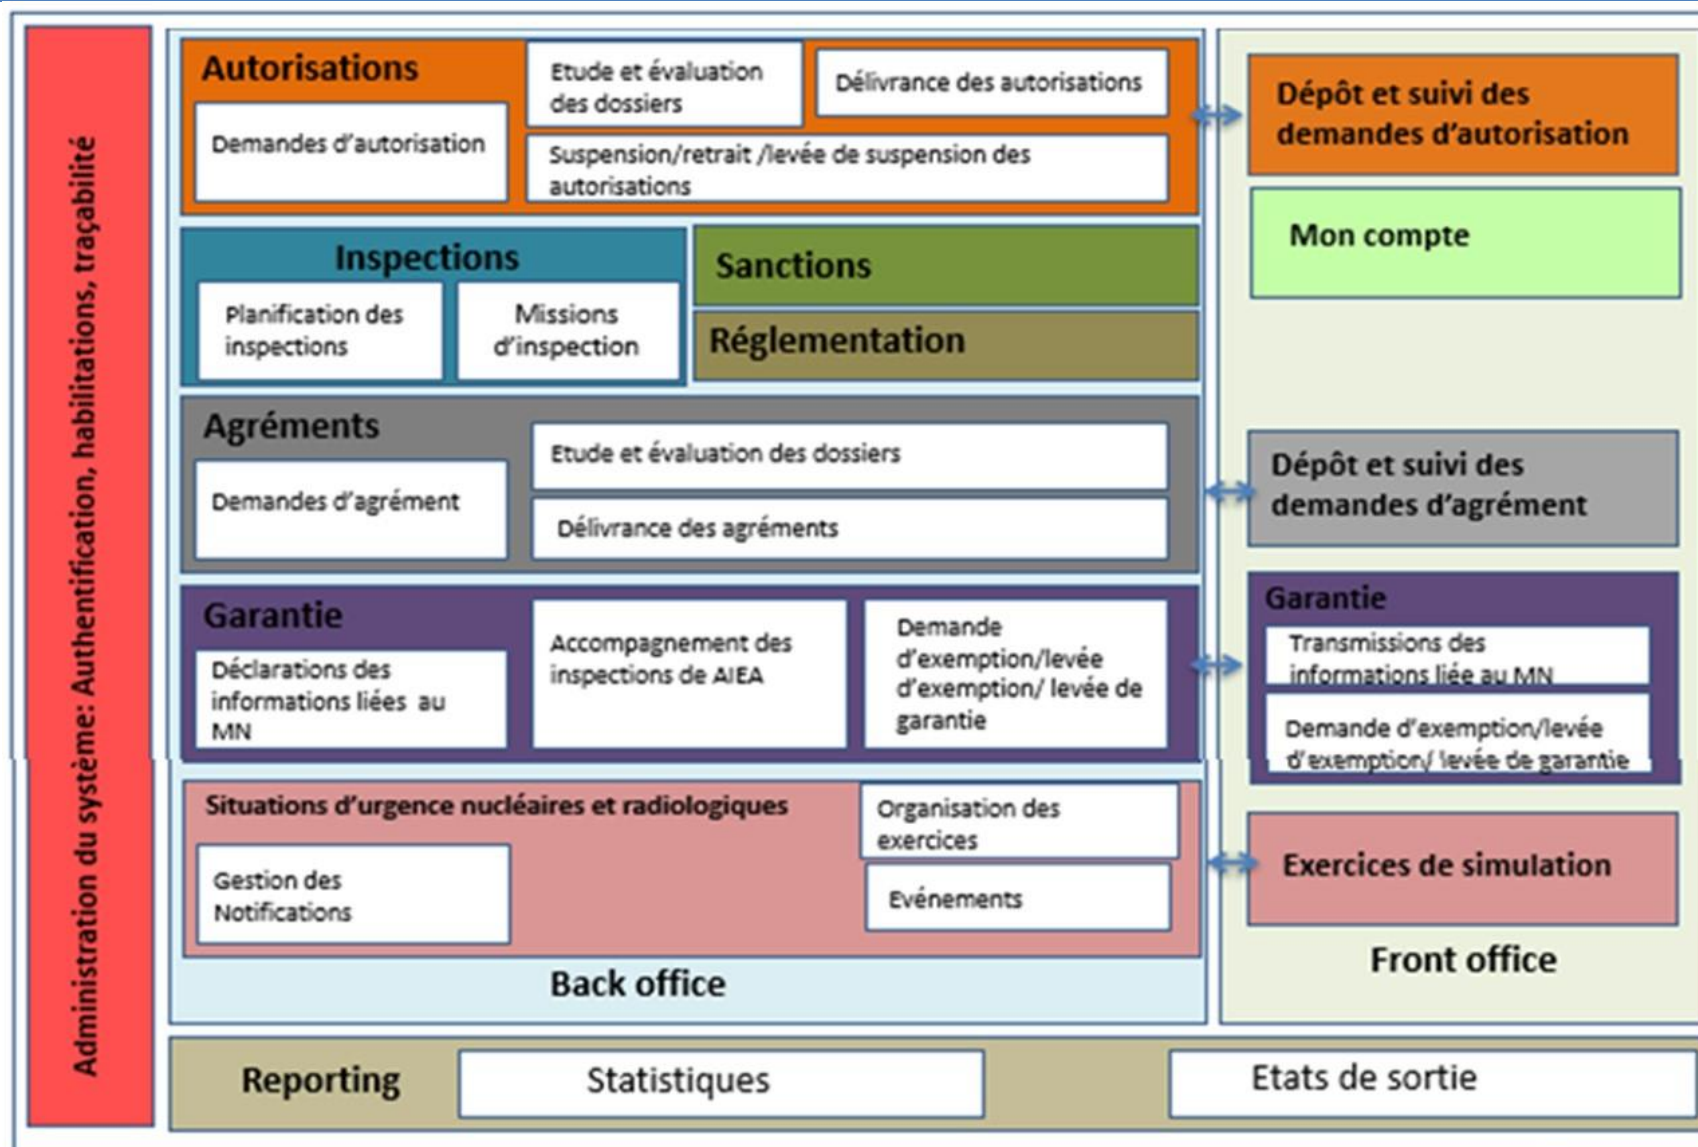 Administration du système: Authentification, habilitations, traçabilité
Autorisations
Demandes d'autorisation
Etude et évaluation
des dossiers
Délivrance des autorisations
Suspension/retrait /levée de suspension des
autorisations
Inspections
Planification des
inspections
Missions
d'inspection
Sanctions
Réglementation
Agréments
Demandes d'agrément
Etude et évaluation des dossiers
Délivrance des agréments
Garantie
Déclarations des
informations liées au
MN
Accompagnement des
inspections de AIEA
Demande
d'exemption/levée
d'exemption/ levée de
garantie
Situations d'urgence nucléaires et radiologiques
Gestion des
Notifications
Organisation des
exercices
Evénements
Back office
Dépôt et suivi des
demandes d'autorisation
Mon compte
Dépôt et suivi des
demandes d'agrément
Garantie
Transmissions des
informations liée au MN
Demande d'exemption/levée
d'exemption/ levée de garantie
Exercices de simulation
Front office
Reporting
Statistiques
Etats de sortie